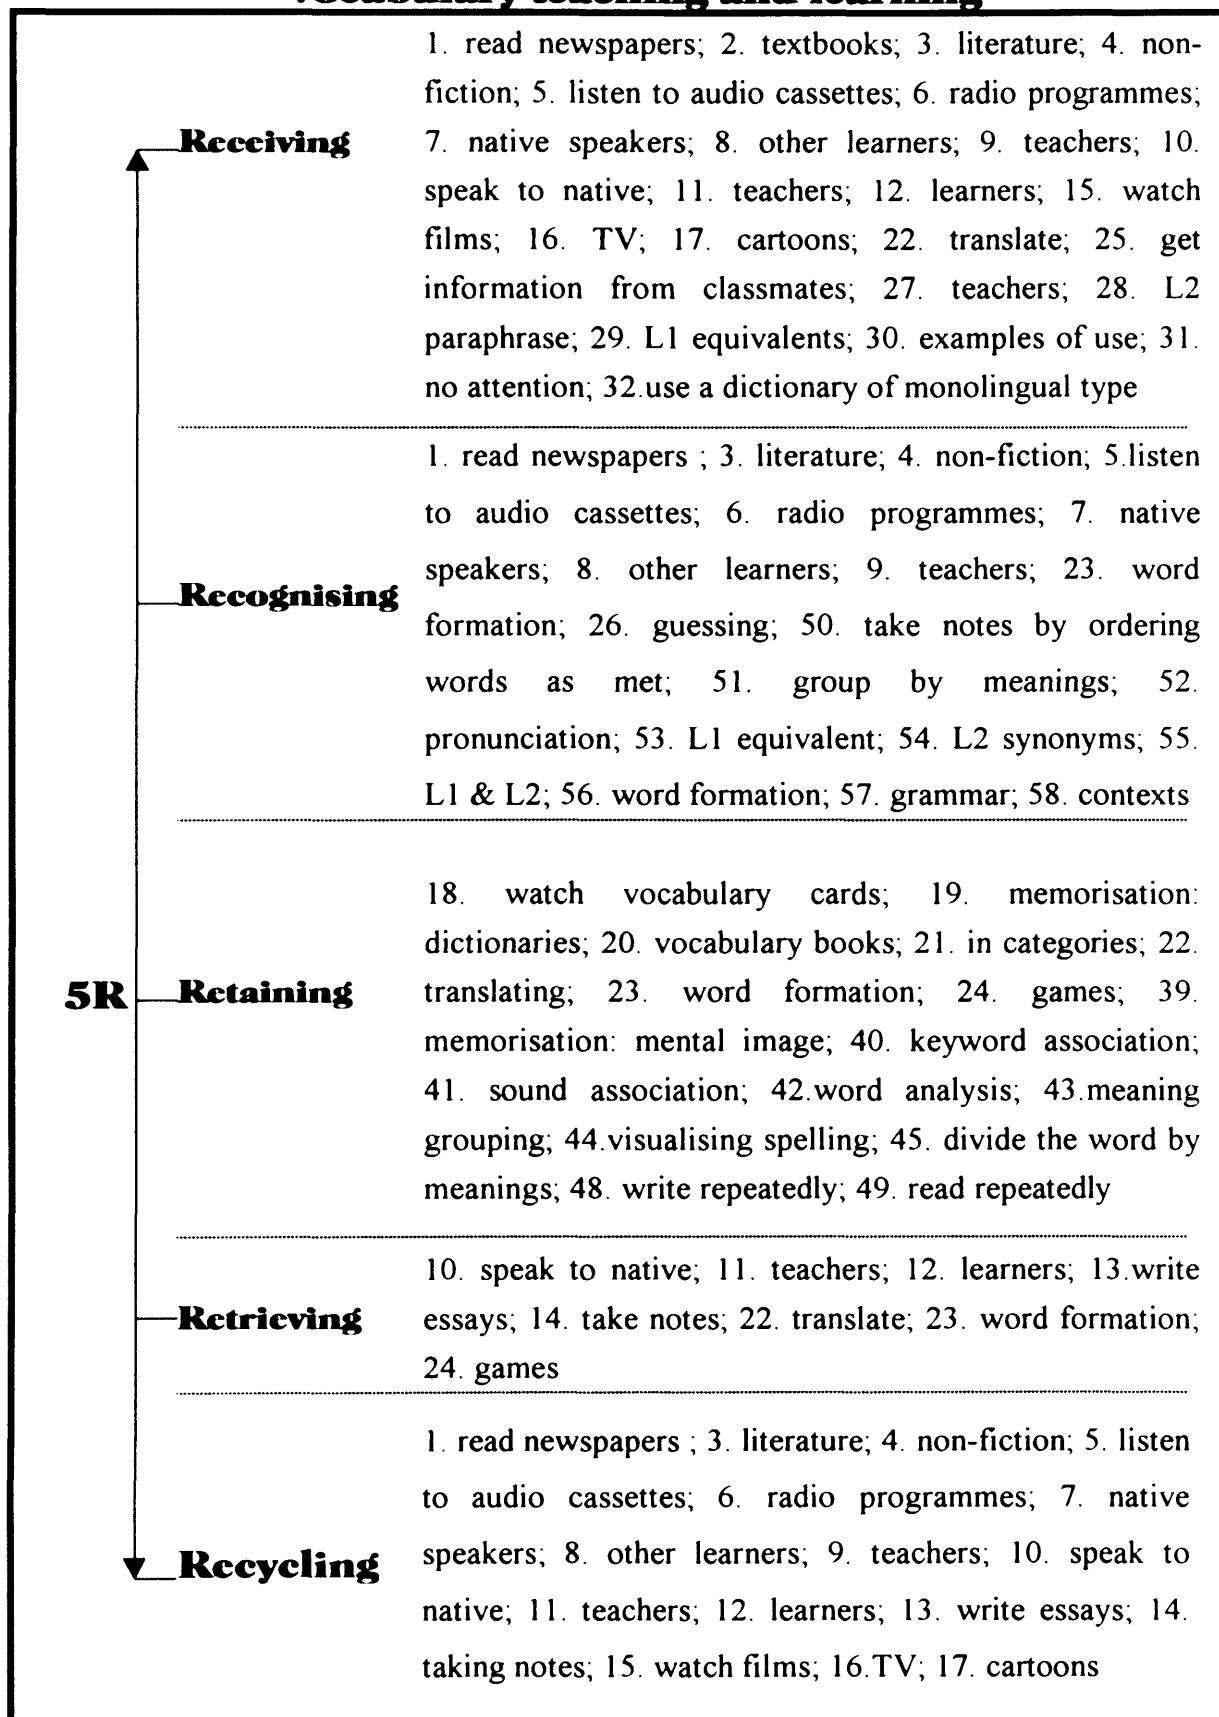 vocabulary teaching and learning
1. read newspapers; 2. textbooks; 3. literature; 4. non-
fiction; 5. listen to audio cassettes; 6. radio programmes;
Receiving
7. native speakers; 8. other learners; 9. teachers; 10.
speak to native; 11. teachers; 12. learners; 15. watch
films; 16. TV; 17. cartoons; 22. translate; 25. get
information from classmates; 27. teachers; 28. L2
paraphrase; 29. L1 equivalents; 30. examples of use; 31.
no attention; 32.use a dictionary of monolingual type
1. read newspapers ; 3. literature; 4. non-fiction; 5.listen
to audio cassettes; 6. radio programmes; 7. native
speakers; 8. other learners; 9. teachers; 23. word
Recognising
formation; 26. guessing; 50. take notes by ordering
words as met; 51. group by meanings; 52.
pronunciation; 53. L1 equivalent; 54. L2 synonyms; 55.
L1 & L2; 56. word formation; 57. grammar; 58. contexts
18. watch vocabulary cards; 19. memorisation:
dictionaries; 20. vocabulary books; 21. in categories; 22.
5R Retaining
translating; 23. word formation; 24. games; 39.
memorisation: mental image; 40. keyword association;
41. sound association; 42.word analysis; 43.meaning
grouping; 44.visualising spelling; 45. divide the word by
meanings; 48. write repeatedly; 49. read repeatedly
10. speak to native; 11. teachers; 12. learners; 13.write
Retrieving
essays; 14. take notes; 22. translate; 23. word formation;
24. games
1. read newspapers ; 3. literature; 4. non-fiction; 5. listen
to audio cassettes; 6. radio programmes; 7. native
Recycling
speakers; 8. other learners; 9. teachers; 10. speak to
native; 11. teachers; 12. learners; 13. write essays; 14.
taking notes; 15. watch films; 16.TV; 17. cartoons